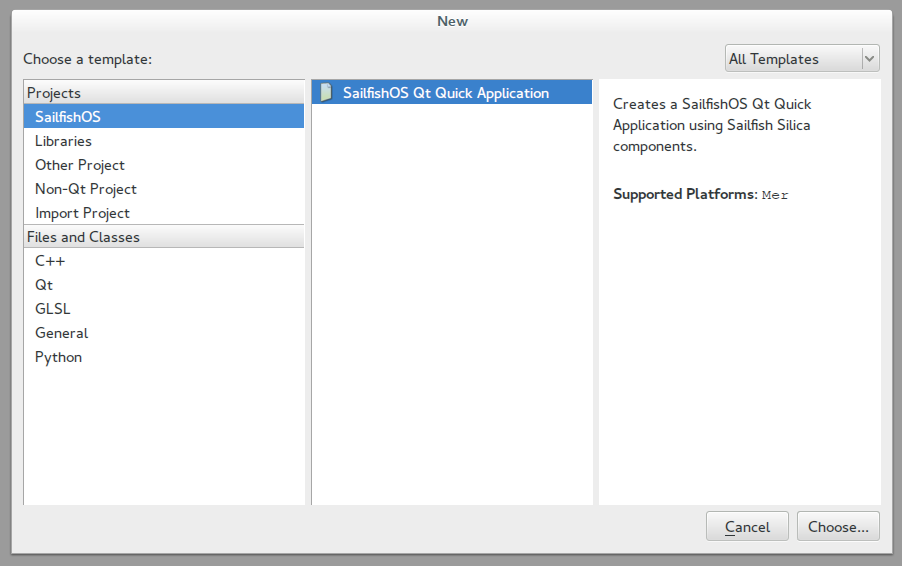 New
Choose a template:
All Templates
Projects
SailfishOS
Libraries
Other Project
Non-Qt Project
Import Project
Files and Classes
C++
Qt
GLSL
General
Python
SailfishOS Qt Quick Application
Creates a SailfishOS Qt Quick
Application using Sailfish Silica
components.
Supported Platforms: Mer
Cancel
Choose...